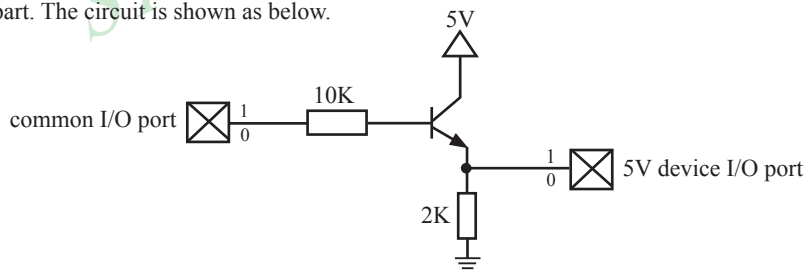 part. The circuit is shown as below.
5V
10K
common I/O port
1
0
1
0
5V device I/O port
2K